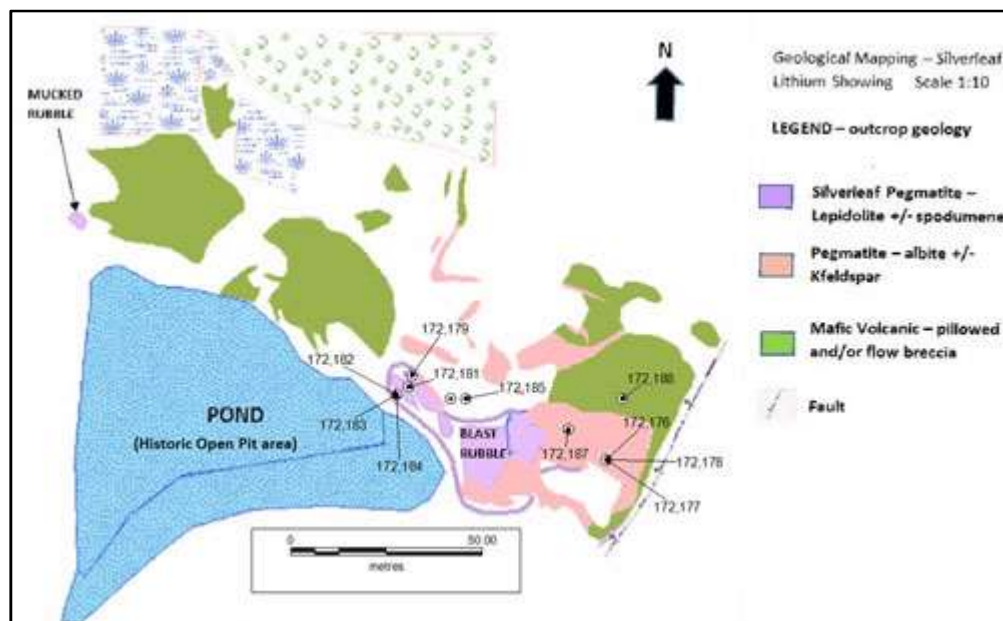 N
Geological Mapping – Silverleaf
Lithium Showing Scale 1:10
MUCKED
RUBBLE
LEGEND – outcrop geology
Silverleaf Pegmatite –
Lepidolite +/- spodumene
Pegmatite – albite +/-
Kfeldspar
Mafic Volcanic – pillowed
and/or flow breccia
Fault
172,179
172,182
172,181
172,185
172,188
172,176
POND
(Historic Open Pit area)
172,183
BLAST
RUBBLE
172,184
172,187
172,178
172,177
0 50.00
metres